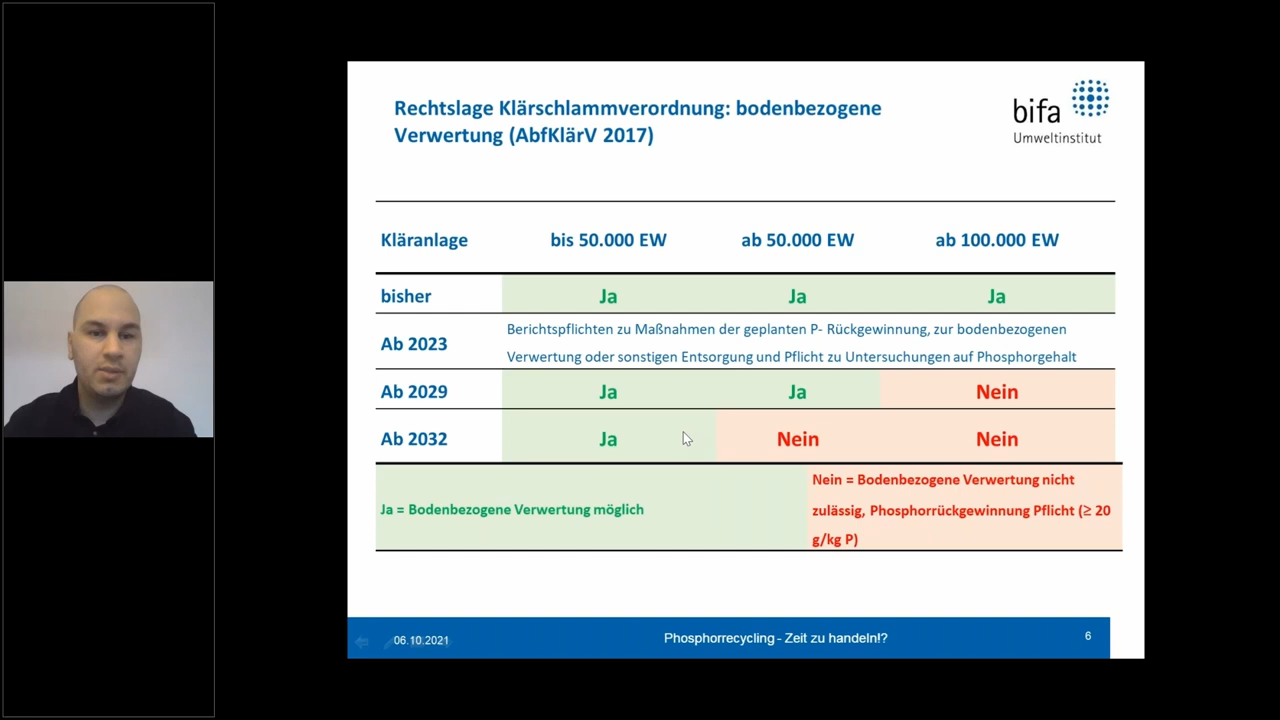 Rechtslage Klärschlammverordnung: bodenbezogene
Verwertung (AbfKlärV 2017)
bifa
Umweltinstitut
Kläranlage bis 50.000 EW ab 50.000 EW ab 100.000 EW
bisher Ja Ja Ja
Ab 2023 Berichtspflichten zu Maßnahmen der geplanten P- Rückgewinnung, zur bodenbezogenen
Verwertung oder sonstigen Entsorgung und Pflicht zu Untersuchungen auf Phosphorgehalt
Ab 2029 Ja Ja Nein
Ab 2032 Ja Nein Nein
Ja = Bodenbezogene Verwertung möglich
Nein = Bodenbezogene Verwertung nicht
zulässig, Phosphorrückgewinnung Pflicht (≥ 20
g/kg P)
06.10.2021 Phosphorrecycling - Zeit zu handeln!? 6